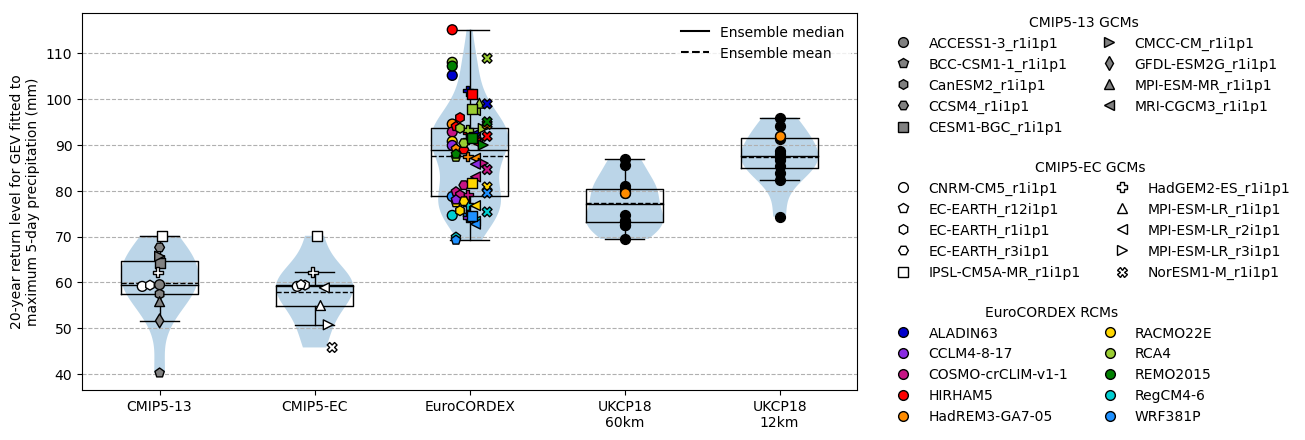 20-year return level for GEV fitted to
maximum 5-day precipitation (mm)
110
100
90
80
70
60
50
40
Ensemble median
Ensemble mean
CMIP5-13
CMIP5-EC
EuroCORDEX
UKCP18
60km
UKCP18
12km
CMIP5-13 GCMs
ACCESS1-3_r1i1p1
BCC-CSM1-1_r1i1p1
CanESM2_r1i1p1
CCSM4_r1i1p1
CESM1-BGC_r1i1p1
CMCC-CM_r1i1p1
GFDL-ESM2G_r1i1p1
MPI-ESM-MR_r1i1p1
MRI-CGCM3_r1i1p1
CMIP5-EC GCMs
CNRM-CM5_r1i1p1
EC-EARTH_r12i1p1
EC-EARTH_r1i1p1
EC-EARTH_r3i1p1
IPSL-CM5A-MR_r1i1p1
HadGEM2-ES_r1i1p1
MPI-ESM-LR_r1i1p1
MPI-ESM-LR_r2i1p1
MPI-ESM-LR_r3i1p1
NorESM1-M_r1i1p1
EuroCORDEX RCMs
ALADIN63
CCLM4-8-17
COSMO-crCLIM-v1-1
HIRHAM5
HadREM3-GA7-05
RACMO22E
RCA4
REMO2015
RegCM4-6
WRF381P